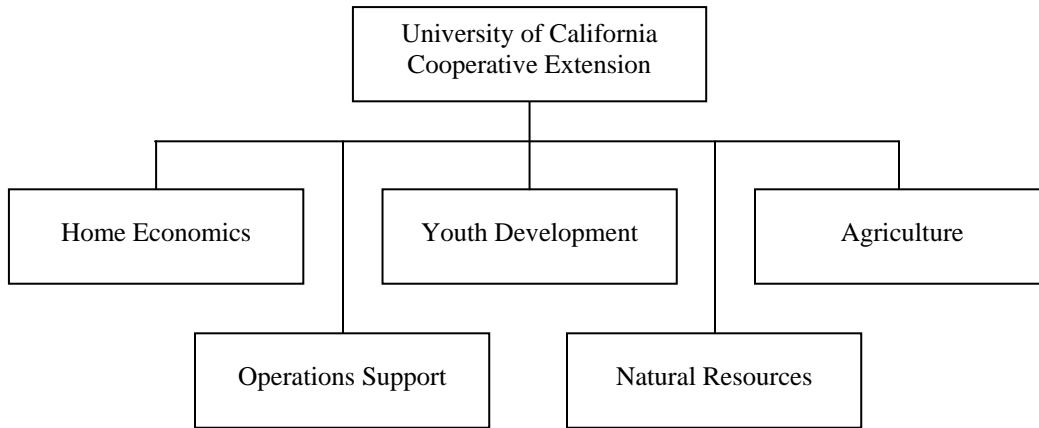 University of California
Cooperative Extension
Home Economics
Youth Development
Agriculture
Operations Support
Natural Resources